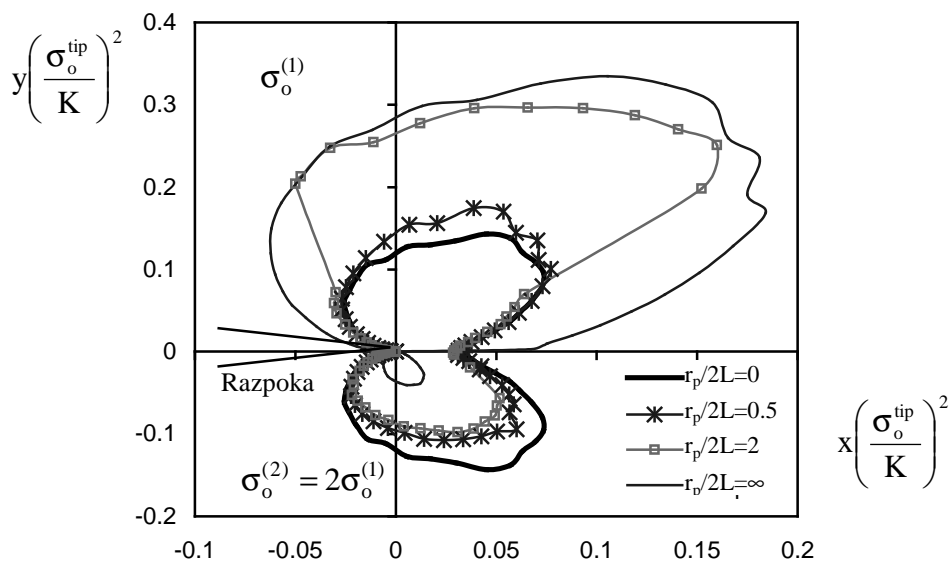 y(σ_o^tip/K)^2
0.4
0.3
0.2
0.1
0
-0.1
-0.2
σ_o^(1)
Razpoka
σ_o^(2) = 2σ_o^(1)
r_p/2L=0
r_p/2L=0.5
r_p/2L=2
r_p/2L=∞
x(σ_o^tip/K)^2
-0.1 -0.05 0 0.05 0.1 0.15 0.2